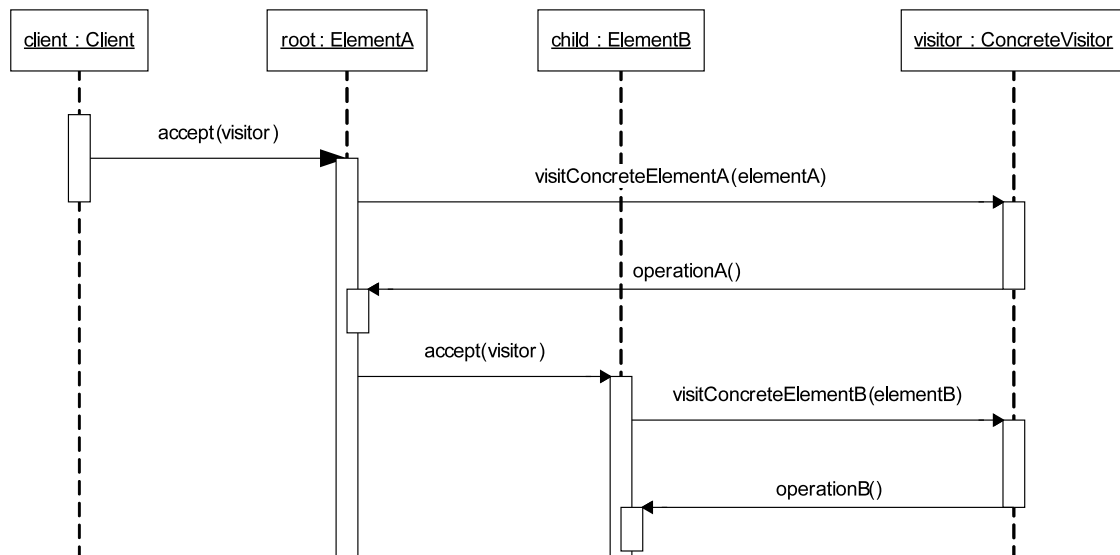 client : Client
root : ElementA
child : ElementB
visitor : ConcreteVisitor
accept(visitor)
visitConcreteElementA(elementA)
operationA()
accept(visitor)
visitConcreteElementB(elementB)
operationB()